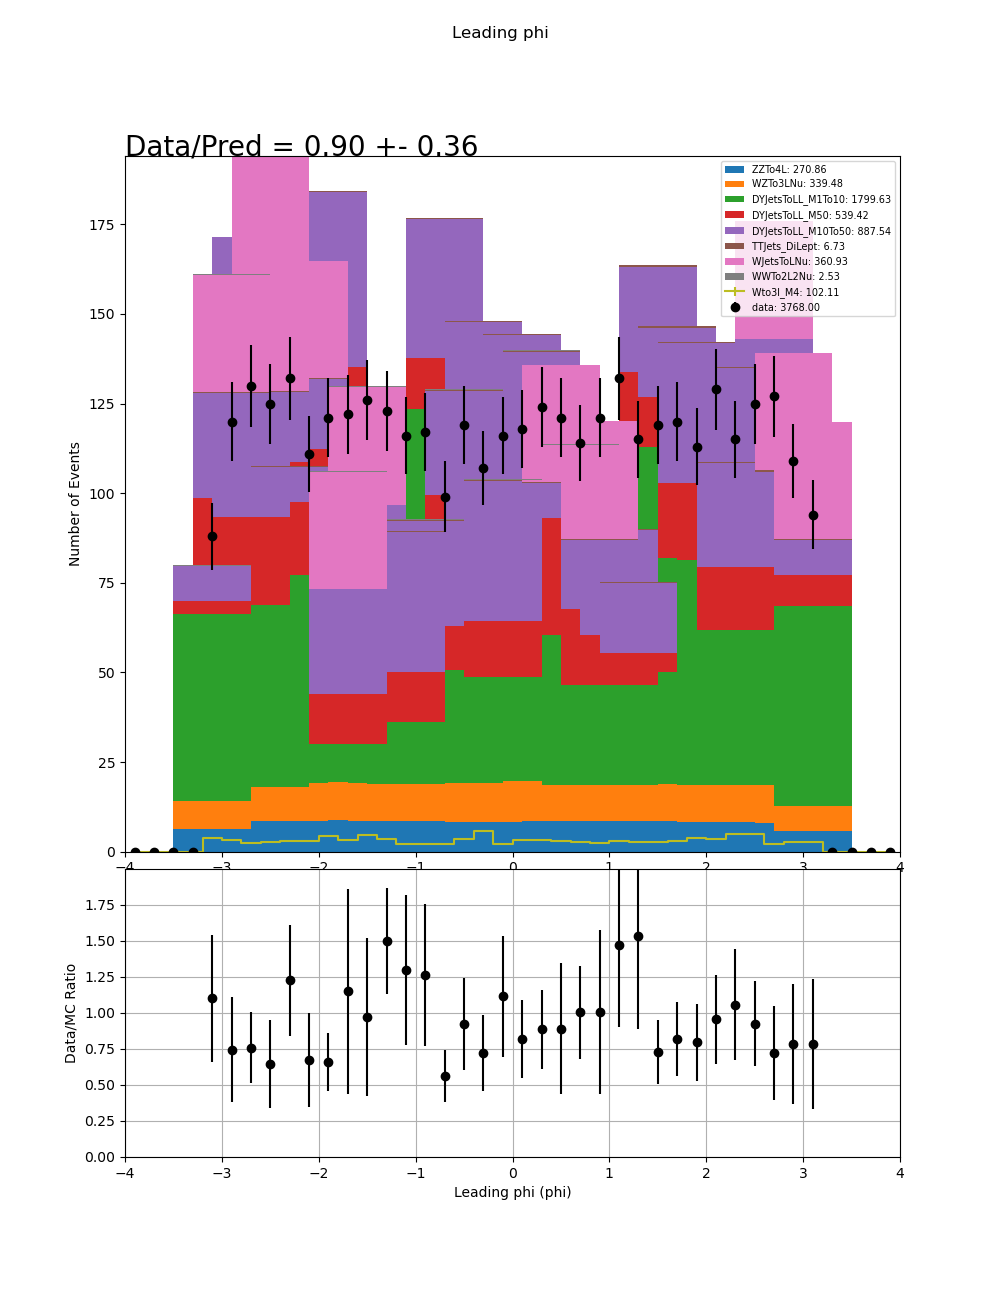 Leading phi
Data/Pred = 0.90 +- 0.36
ZZTo4L: 270.86
WZTo3LNu: 339.48
DYJetsToLL_M1To10: 1799.63
DYJetsToLL_M50: 539.42
DYJetsToLL_M10To50: 887.54
TTJets_DiLept: 6.73
WJetsToLNu: 360.93
WWTo2L2Nu: 2.53
Wto3l_M4: 102.11
data: 3768.00
Number of Events
175
150
125
100
75
50
25
0
−4 −3 −2 −1 0 1 2 3 4
Data/MC Ratio
1.75
1.50
1.25
1.00
0.75
0.50
0.25
0.00
−4 −3 −2 −1 0 1 2 3 4
Leading phi (phi)